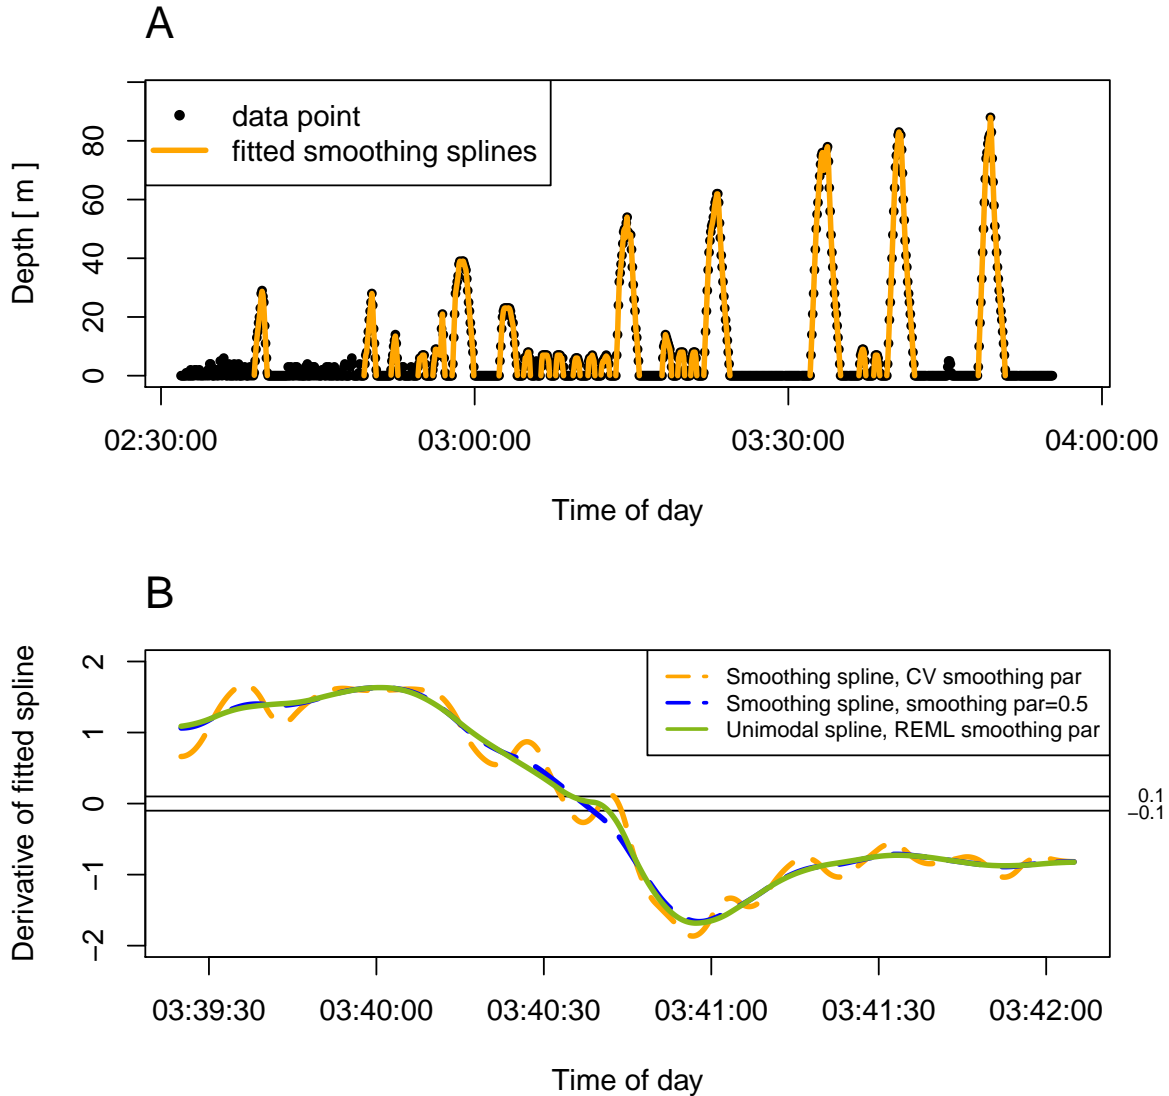 A
data point
fitted smoothing splines
Depth [ m ]
80
60
40
20
0
02:30:00 03:00:00 03:30:00 04:00:00
Time of day
B
Smoothing spline, CV smoothing par
Smoothing spline, smoothing par=0.5
Unimodal spline, REML smoothing par
Derivative of fitted spline
2
1
0
−1
−2
0.1
−0.1
03:39:30 03:40:00 03:40:30 03:41:00 03:41:30 03:42:00
Time of day